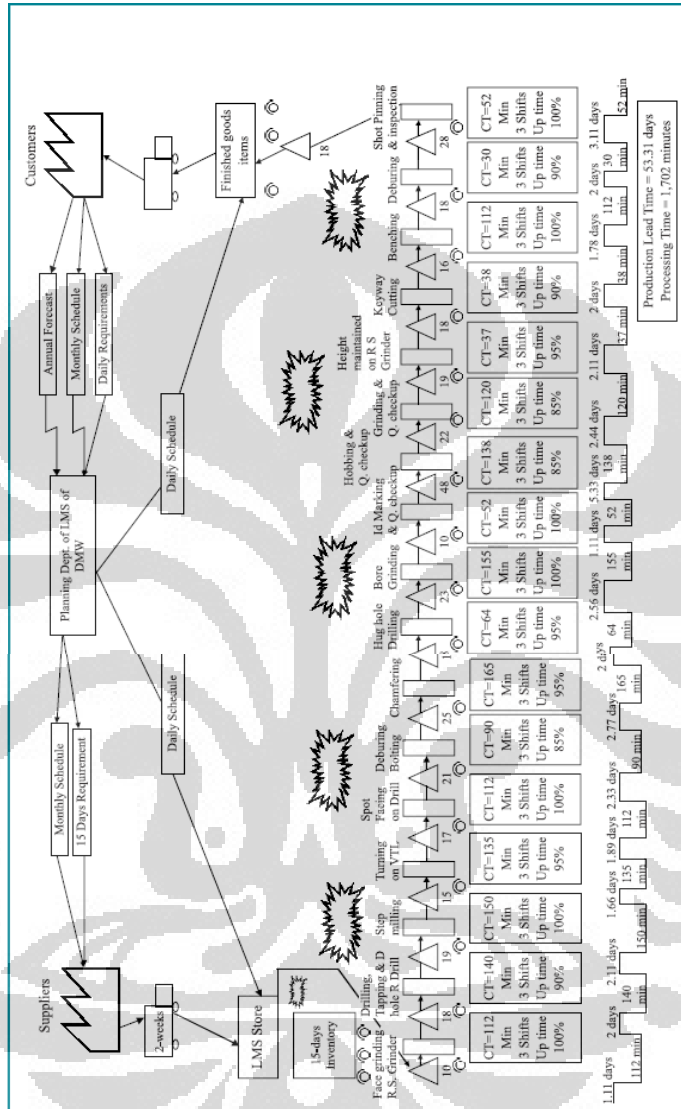 Suppliers
Monthly Schedule
15 Days Requirement
Planning Dept. of LMS of
DMW
Annual Forecast
Monthly Schedule
Daily Requirements
Customers
2-weeks
Daily Schedule
Daily Schedule
LMS Store
Finished goods
items
15-days
Inventory
18
Face grinding
R.S. Grinder
Drilling,
Tapping & D
hole R Drill
Step
milling
Turning
on VTL
Spot
Facing
on Drill
Deburing
Bolting
Chamfering
Hug hole
Drilling
Bore
Grinding
Id Marking
& Q. checkup
Hobbing &
Q. checkup
Grinding &
Q. checkup
Height
maintained
on R S
Grinder
Keyway
Cutting
Benching
Deburing
Shot Pinning
& inspection
10
18
19
15
17
21
25
23
10
48
22
19
18
16
18
28
CT=112
Min
3 Shifts
Up time
100%
CT=140
Min
3 Shifts
Up time
90%
CT=150
Min
3 Shifts
Up time
100%
CT=135
Min
3 Shifts
Up time
95%
CT=112
Min
3 Shifts
Up time
100%
CT=90
Min
3 Shifts
Up time
85%
CT=165
Min
3 Shifts
Up time
95%
CT=64
Min
3 Shifts
Up time
95%
CT=155
Min
3 Shifts
Up time
100%
CT=52
Min
3 Shifts
Up time
100%
CT=138
Min
3 Shifts
Up time
85%
CT=120
Min
3 Shifts
Up time
85%
CT=37
Min
3 Shifts
Up time
95%
CT=38
Min
3 Shifts
Up time
90%
CT=112
Min
3 Shifts
Up time
100%
CT=30
Min
3 Shifts
Up time
90%
CT=52
Min
3 Shifts
Up time
100%
1.11 days
112 min
2 days
140
min
2.11 days
150 min
1.66 days
135
min
1.89 days
112
min
2.33 days
90 min
2.77 days
165
min
2 days
64
min
2.56 days
155
min
1.11 days
52
min
5.33 days
138
min
2.44 days
120 min
2.11 days
37 min
2 days
38 min
1.78 days
112
min
2 days
30
min
3.11 days
52 min
Production Lead Time = 53.31 days
Processing Time = 1,702 minutes